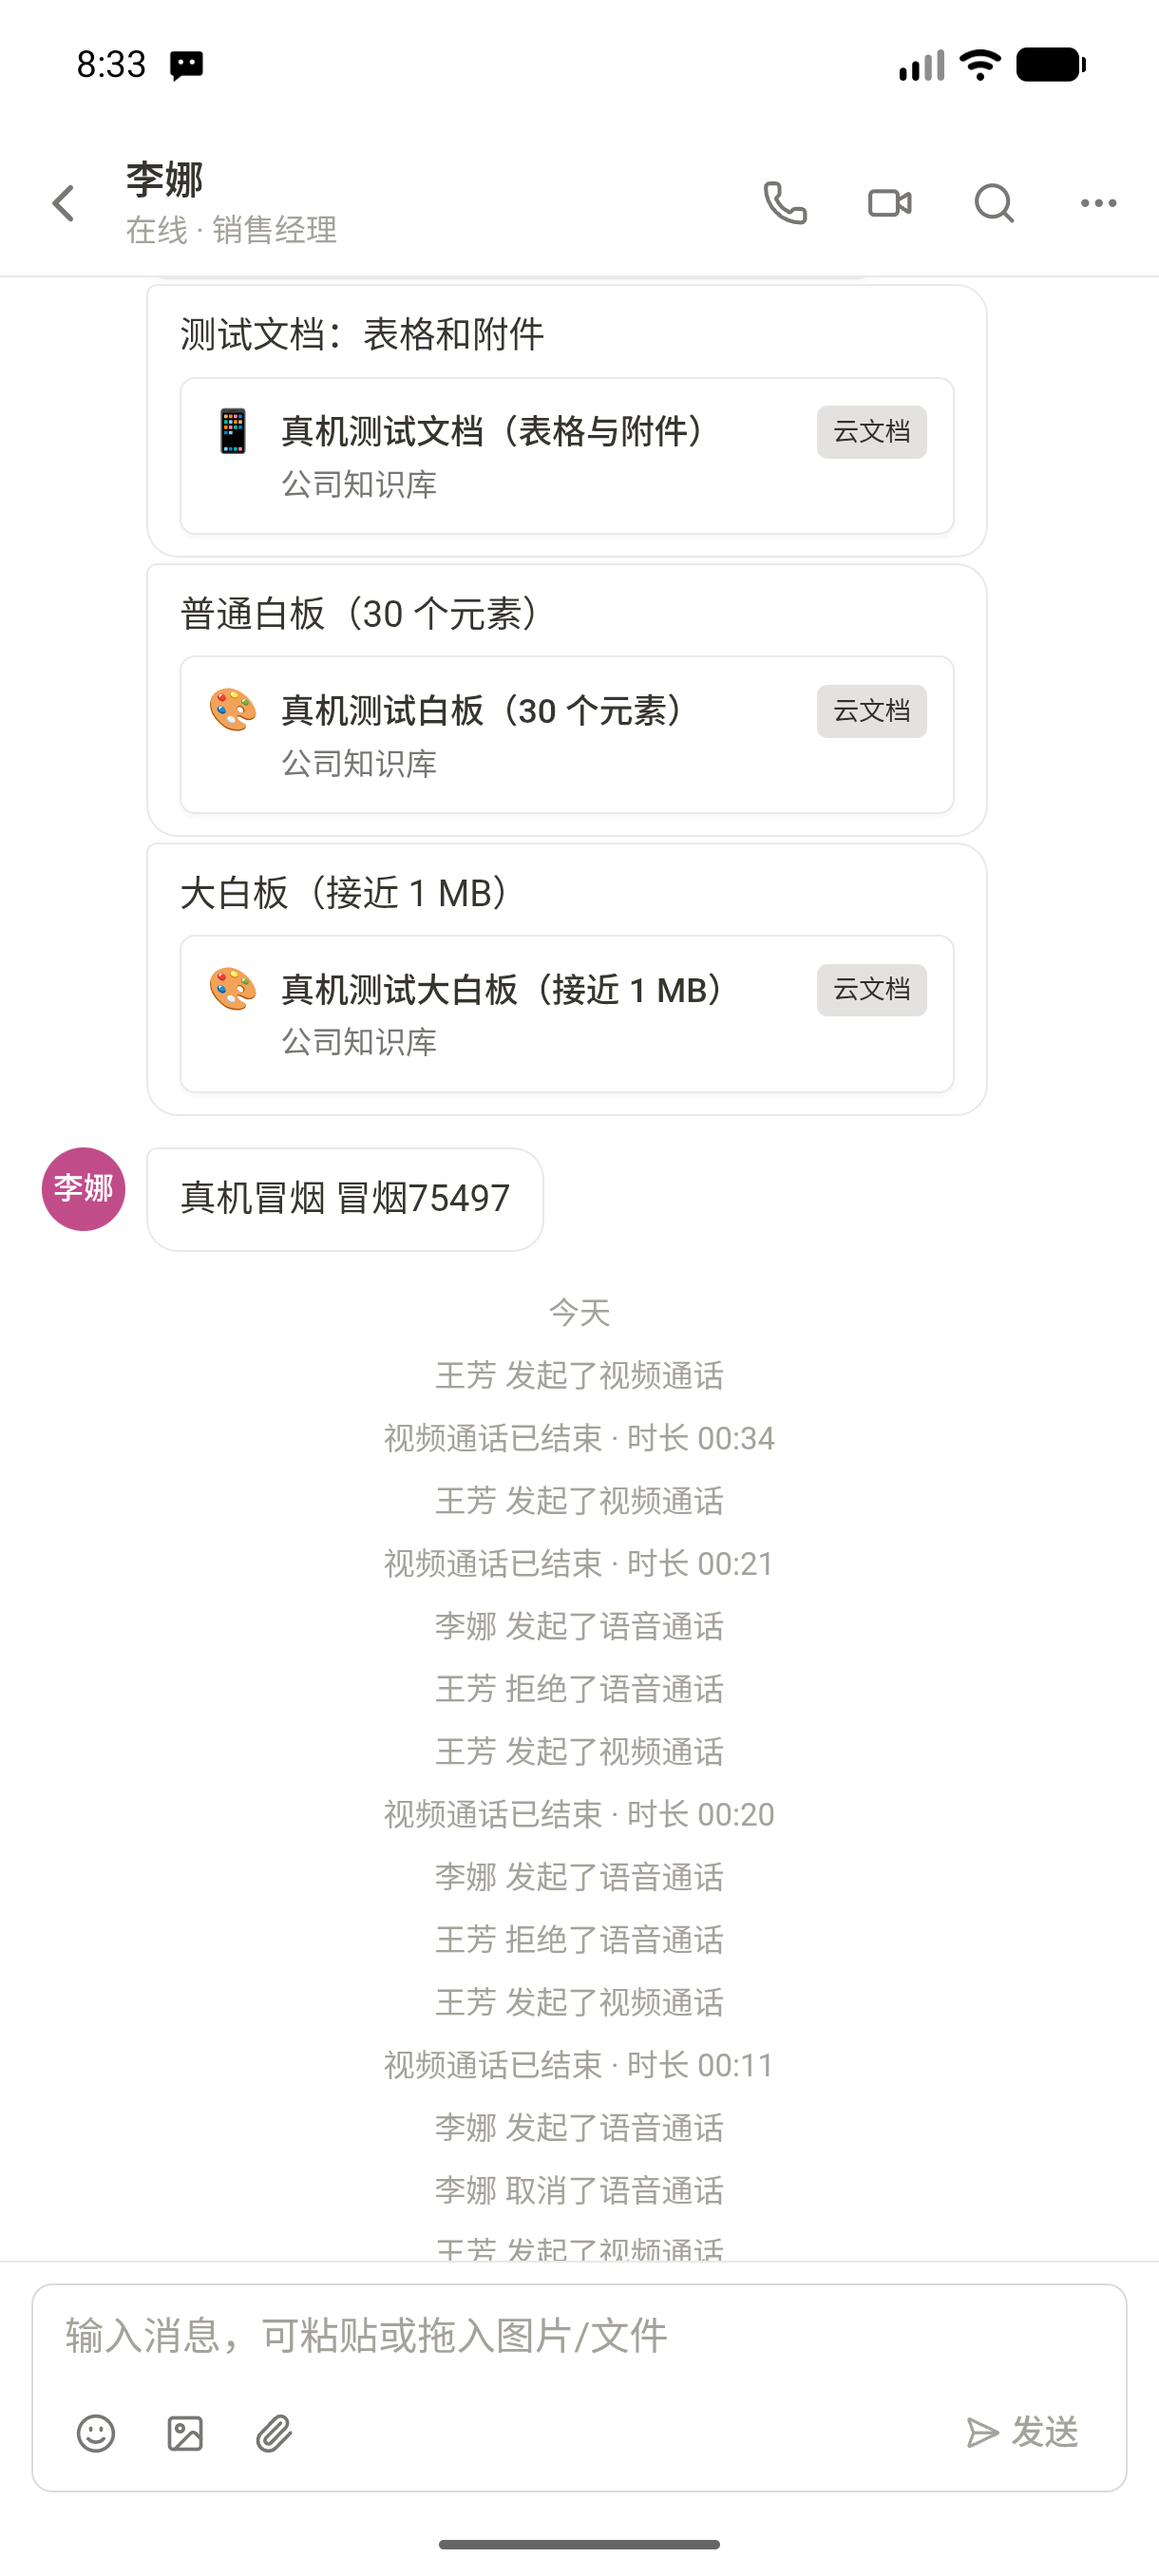 8:33
李娜
在线 · 销售经理
测试文档：表格和附件
真机测试文档（表格与附件）
云文档
公司知识库
普通白板（30 个元素）
真机测试白板（30 个元素）
云文档
公司知识库
大白板（接近 1 MB）
真机测试大白板（接近 1 MB）
云文档
公司知识库
李娜
真机冒烟 冒烟75497
今天
王芳 发起了视频通话
视频通话已结束 · 时长 00:34
王芳 发起了视频通话
视频通话已结束 · 时长 00:21
李娜 发起了语音通话
王芳 拒绝了语音通话
王芳 发起了视频通话
视频通话已结束 · 时长 00:20
李娜 发起了语音通话
王芳 拒绝了语音通话
王芳 发起了视频通话
视频通话已结束 · 时长 00:11
李娜 发起了语音通话
李娜 取消了语音通话
王芳 发起了视频通话
输入消息，可粘贴或拖入图片/文件
发送